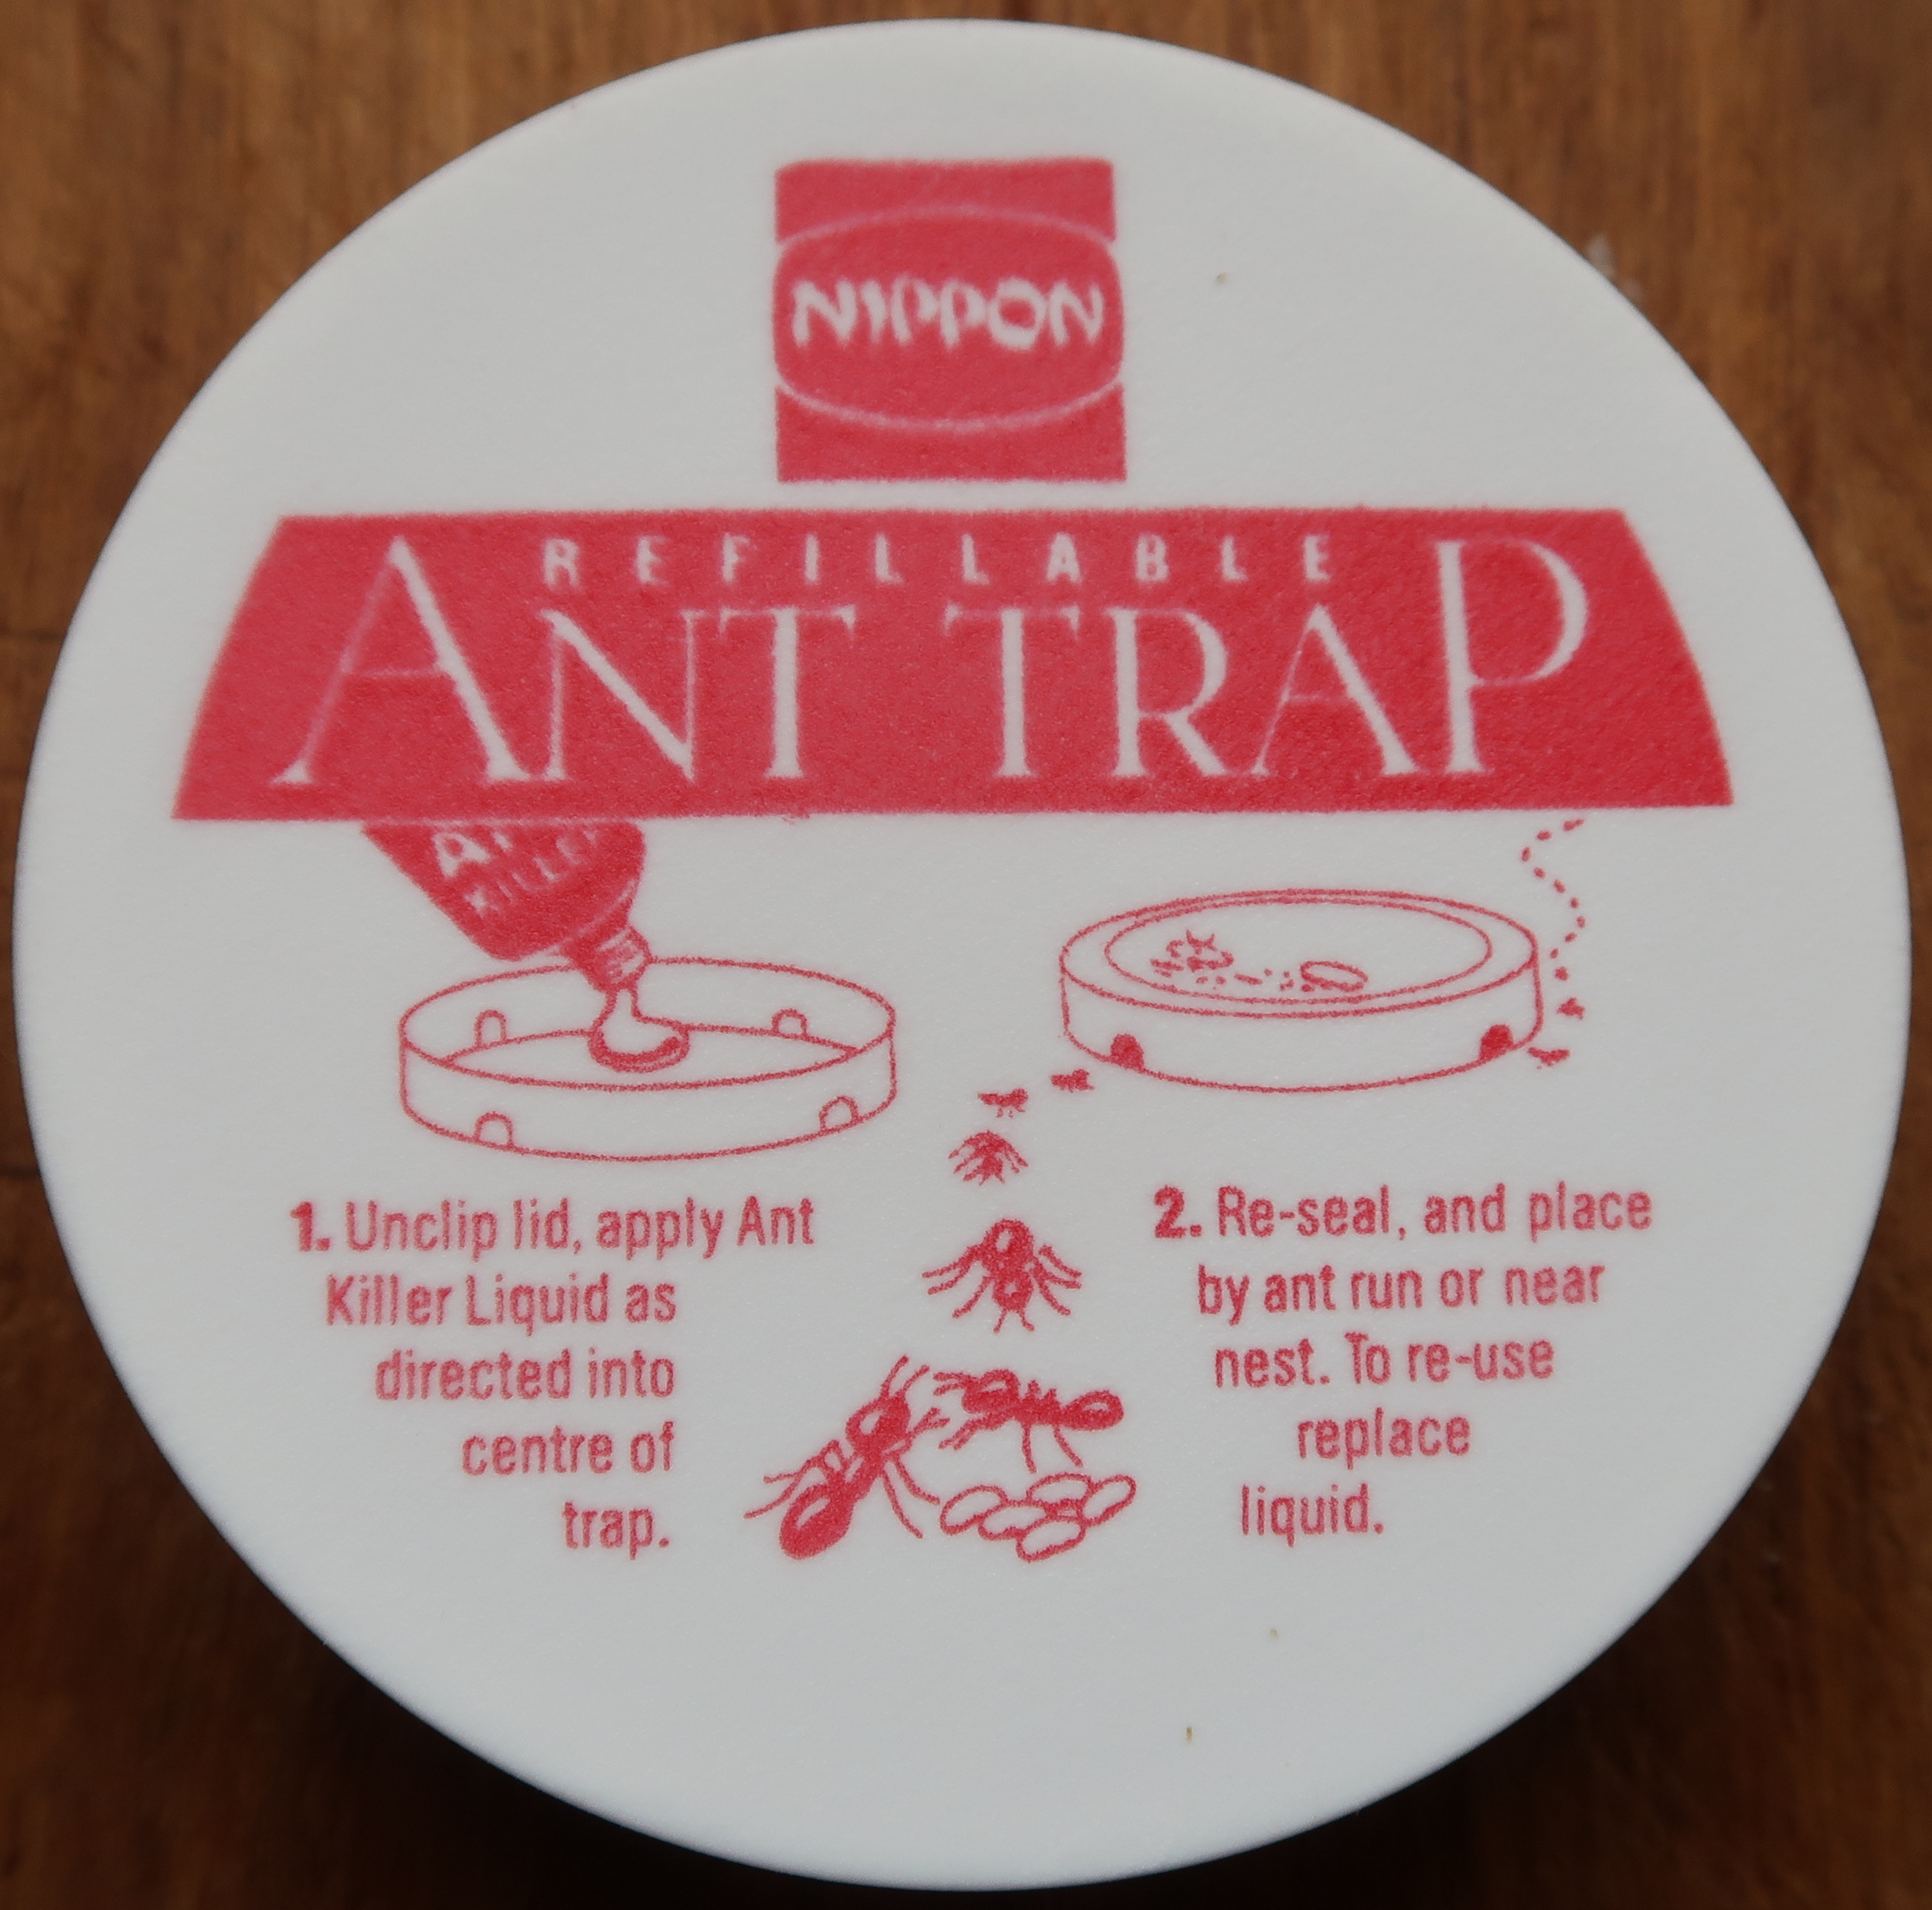 NIPPON
REFILLABLE
ANT TRAP
KILLER
1. Unclip lid, apply Ant
Killer Liquid as
directed into
centre of
trap.
2. Re-seal, and place
by ant run or near
nest. To re-use
replace
liquid.